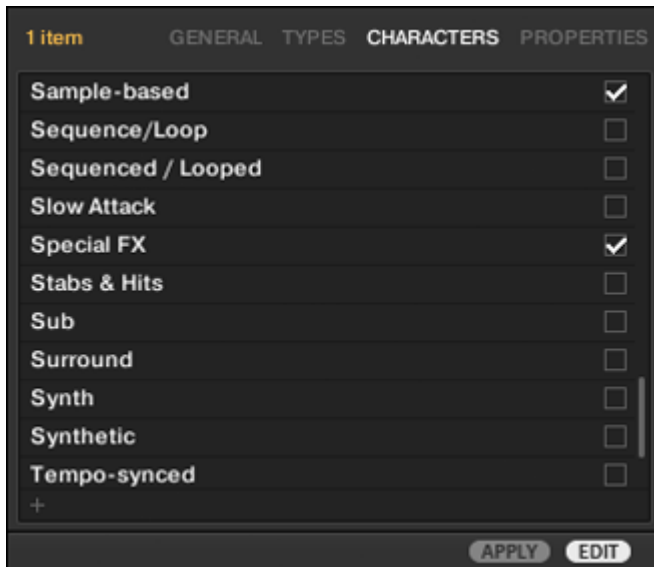 1 item GENERAL TYPES CHARACTERS PROPERTIES
Sample-based
Sequence/Loop
Sequenced / Looped
Slow Attack
Special FX
Stabs & Hits
Sub
Surround
Synth
Synthetic
Tempo-synced
+
APPLY EDIT